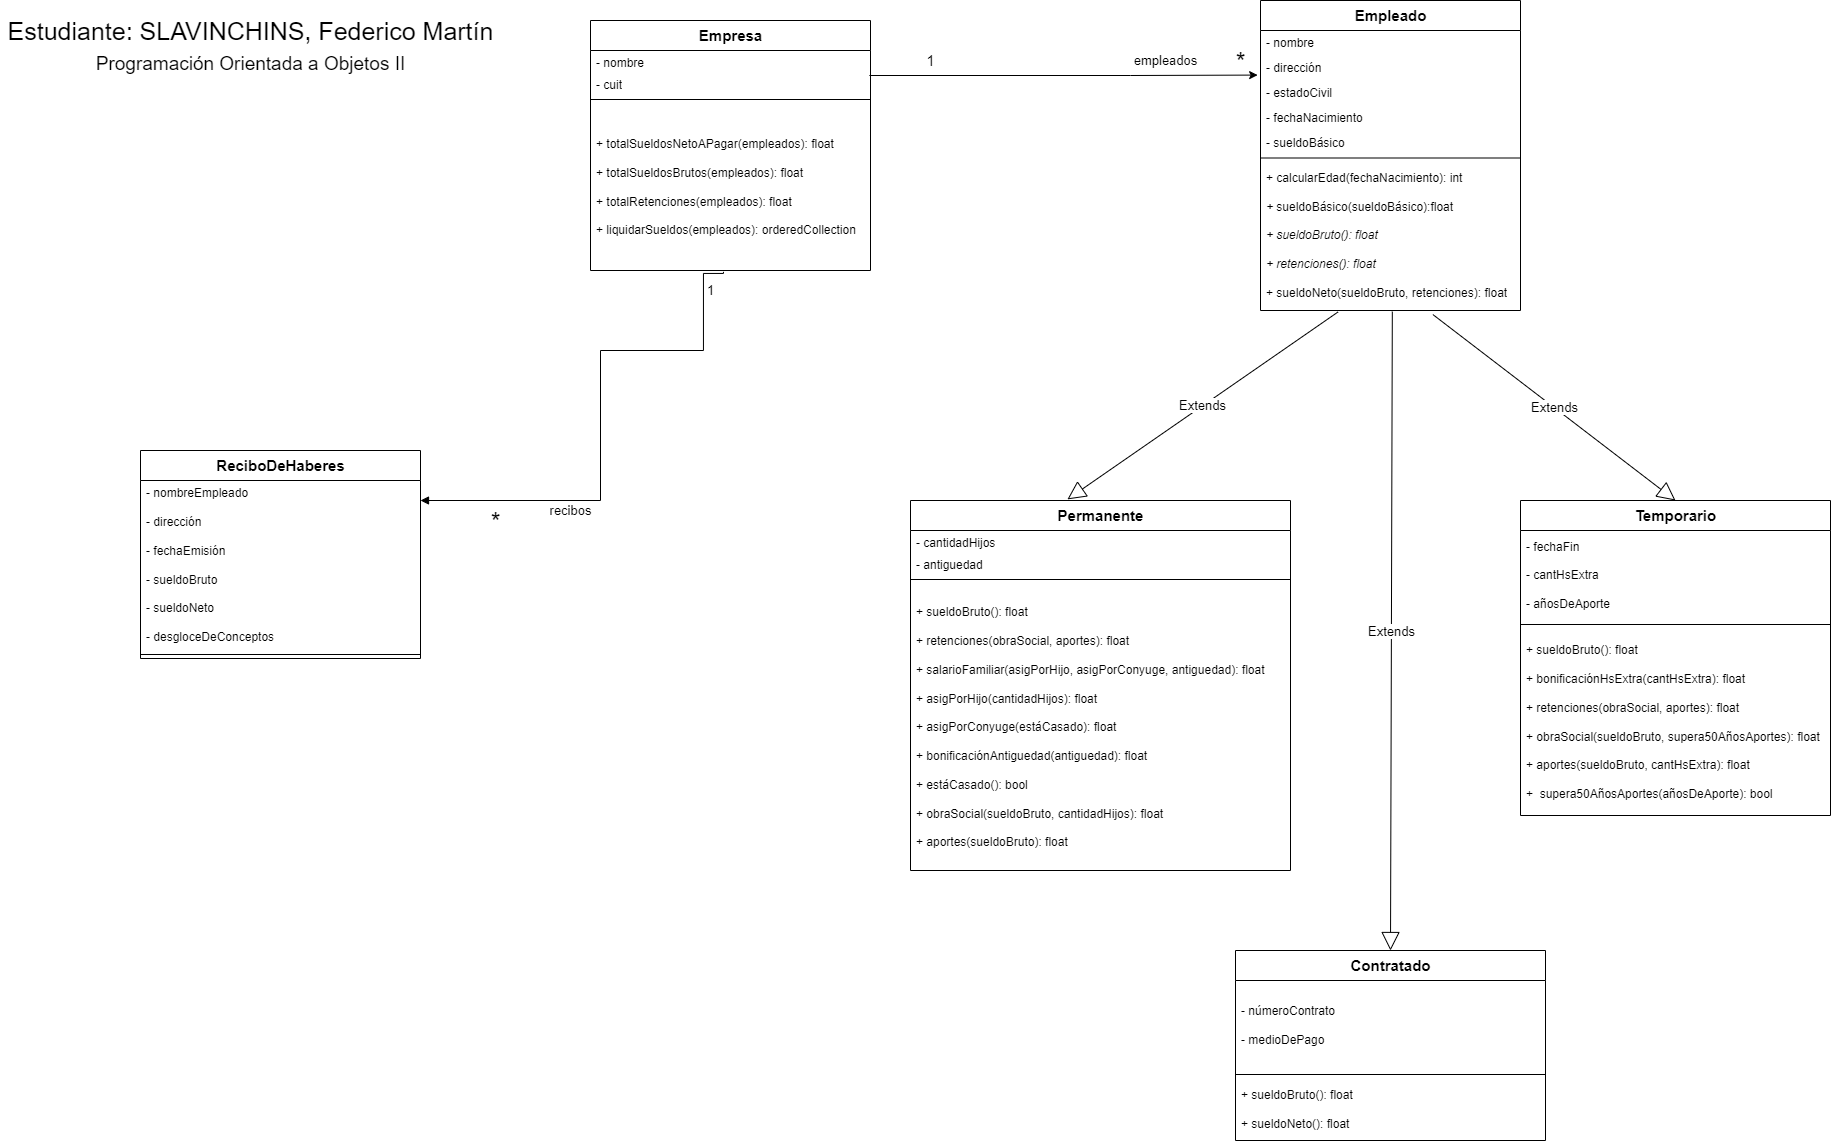 Estudiante: SLAVINCHINS, Federico Martín
Programación Orientada a Objetos II
Empresa
- nombre
- cuit
+ totalSueldosNetoAPagar(empleados): float
+ totalSueldosBrutos(empleados): float
+ totalRetenciones(empleados): float
+ liquidarSueldos(empleados): orderedCollection
1
empleados
*
Empleado
- nombre
- dirección
- estadoCivil
- fechaNacimiento
- sueldoBásico
+ calcularEdad(fechaNacimiento): int
+ sueldoBásico(sueldoBásico):float
+ sueldoBruto(): float
+ retenciones(): float
+ sueldoNeto(sueldoBruto, retenciones): float
1
recibos
*
ReciboDeHaberes
- nombreEmpleado
- dirección
- fechaEmisión
- sueldoBruto
- sueldoNeto
- desgloceDeConceptos
Extends
Extends
Extends
Permanente
- cantidadHijos
- antiguedad
+ sueldoBruto(): float
+ retenciones(obraSocial, aportes): float
+ salarioFamiliar(asigPorHijo, asigPorConyuge, antiguedad): float
+ asigPorHijo(cantidadHijos): float
+ asigPorConyuge(estáCasado): float
+ bonificaciónAntiguedad(antiguedad): float
+ estáCasado(): bool
+ obraSocial(sueldoBruto, cantidadHijos): float
+ aportes(sueldoBruto): float
Temporario
- fechaFin
- cantHsExtra
- añosDeAporte
+ sueldoBruto(): float
+ bonificaciónHsExtra(cantHsExtra): float
+ retenciones(obraSocial, aportes): float
+ obraSocial(sueldoBruto, supera50AñosAportes): float
+ aportes(sueldoBruto, cantHsExtra): float
+ supera50AñosAportes(añosDeAporte): bool
Contratado
- númeroContrato
- medioDePago
+ sueldoBruto(): float
+ sueldoNeto(): float